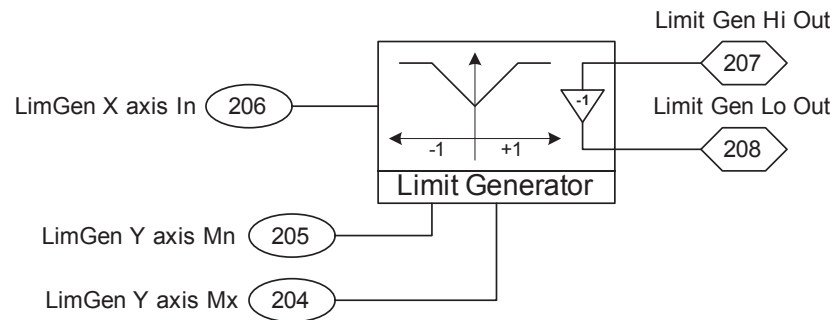 Limit Gen Hi Out
207
LimGen X axis In 206
-1
Limit Gen Lo Out
208
-1 +1
Limit Generator
LimGen Y axis Mn 205
LimGen Y axis Mx 204